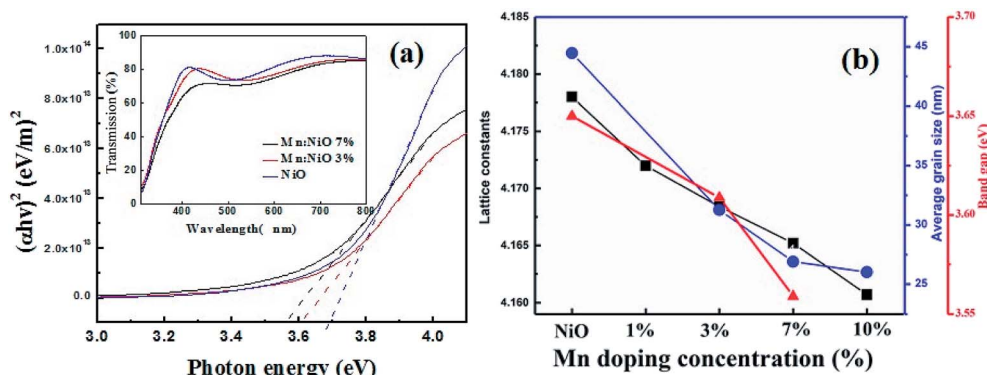 (a)
1.0x10¹⁴
8.0x10¹³
6.0x10¹³
4.0x10¹³
2.0x10¹³
0.0
(αhν)² (eV/m)²
3.0 3.2 3.4 3.6 3.8 4.0
Photon energy (eV)
100
80
60
40
20
0
Transmission (%)
400 500 600 700 800
Wavelength( nm)
Mn:NiO 7%
Mn:NiO 3%
NiO
(b)
4.185
4.180
4.175
4.170
4.165
4.160
Lattice constants
NiO 1% 3% 7% 10%
Mn doping concentration (%)
45
40
35
30
25
Average grain size (nm)
3.70
3.65
3.60
3.55
Band gap (eV)